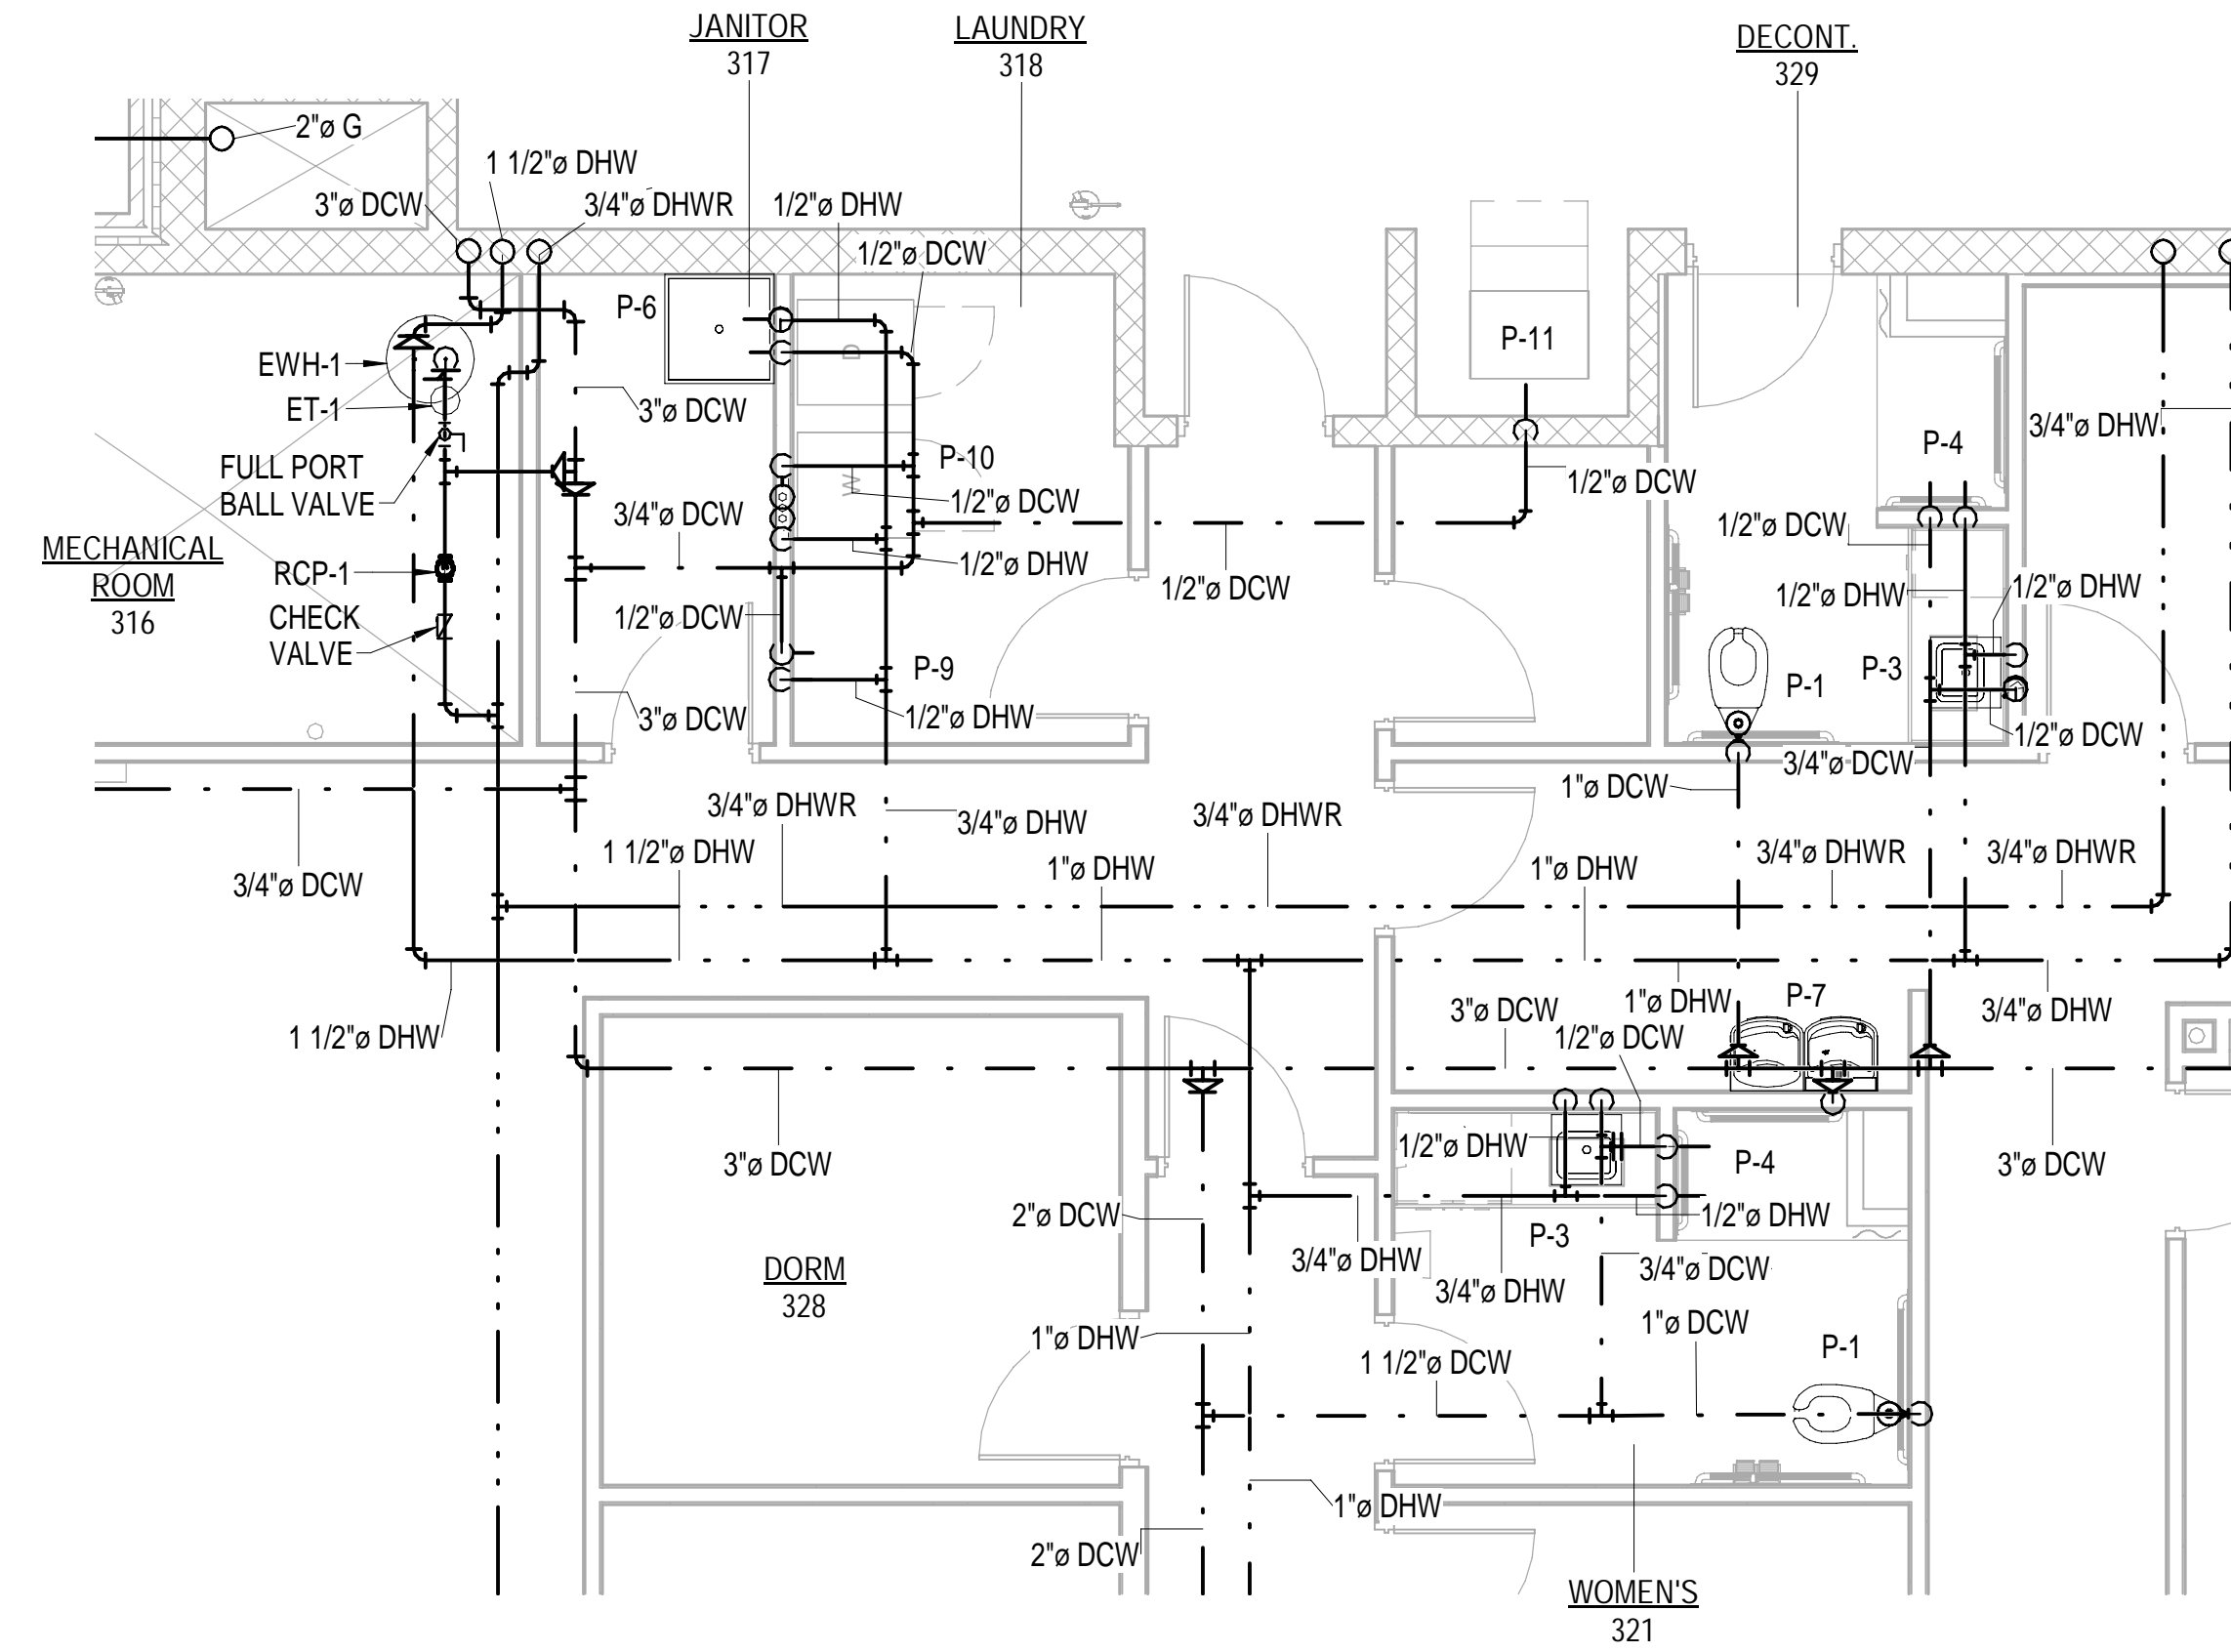 JANITOR
317
LAUNDRY
318
DECONT.
329
2"ø G
1 1/2"ø DHW
3"ø DCW
3/4"ø DHWR
1/2"ø DHW
1/2"ø DCW
P-6
D
P-11
EWH-1
ET-1
3"ø DCW
3/4"ø DHW
P-4
FULL PORT
BALL VALVE
P-10
W
1/2"ø DCW
1/2"ø DCW
3/4"ø DCW
1/2"ø DCW
MECHANICAL
ROOM
316
RCP-1
1/2"ø DHW
1/2"ø DCW
1/2"ø DHW
1/2"ø DHW
CHECK
VALVE
1/2"ø DCW
P-9
P-3
P-1
3"ø DCW
1/2"ø DHW
1/2"ø DCW
3/4"ø DCW
1"ø DCW
3/4"ø DHWR
3/4"ø DHW
3/4"ø DHWR
1 1/2"ø DHW
1"ø DHW
1"ø DHW
3/4"ø DHWR
3/4"ø DHWR
3/4"ø DCW
P-7
1"ø DHW
3"ø DCW
3/4"ø DHW
1 1/2"ø DHW
1/2"ø DCW
1/2"ø DHW
3"ø DCW
P-4
3"ø DCW
2"ø DCW
1/2"ø DHW
P-3
3/4"ø DHW
3/4"ø DCW
DORM
328
3/4"ø DHW
1"ø DHW
1"ø DCW
P-1
1 1/2"ø DCW
1"ø DHW
2"ø DCW
WOMEN'S
321